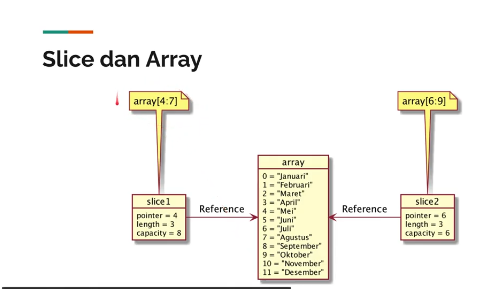 Slice dan Array
array[4:7]
array[6:9]
slice1
pointer = 4
length = 3
capacity = 8
Reference
array
0 = "Januari"
1 = "Februari"
2 = "Maret"
3 = "April"
4 = "Mei"
5 = "Juni"
6 = "Juli"
7 = "Agustus"
8 = "September"
9 = "Oktober"
10 = "November"
11 = "Desember"
Reference
slice2
pointer = 6
length = 3
capacity = 6